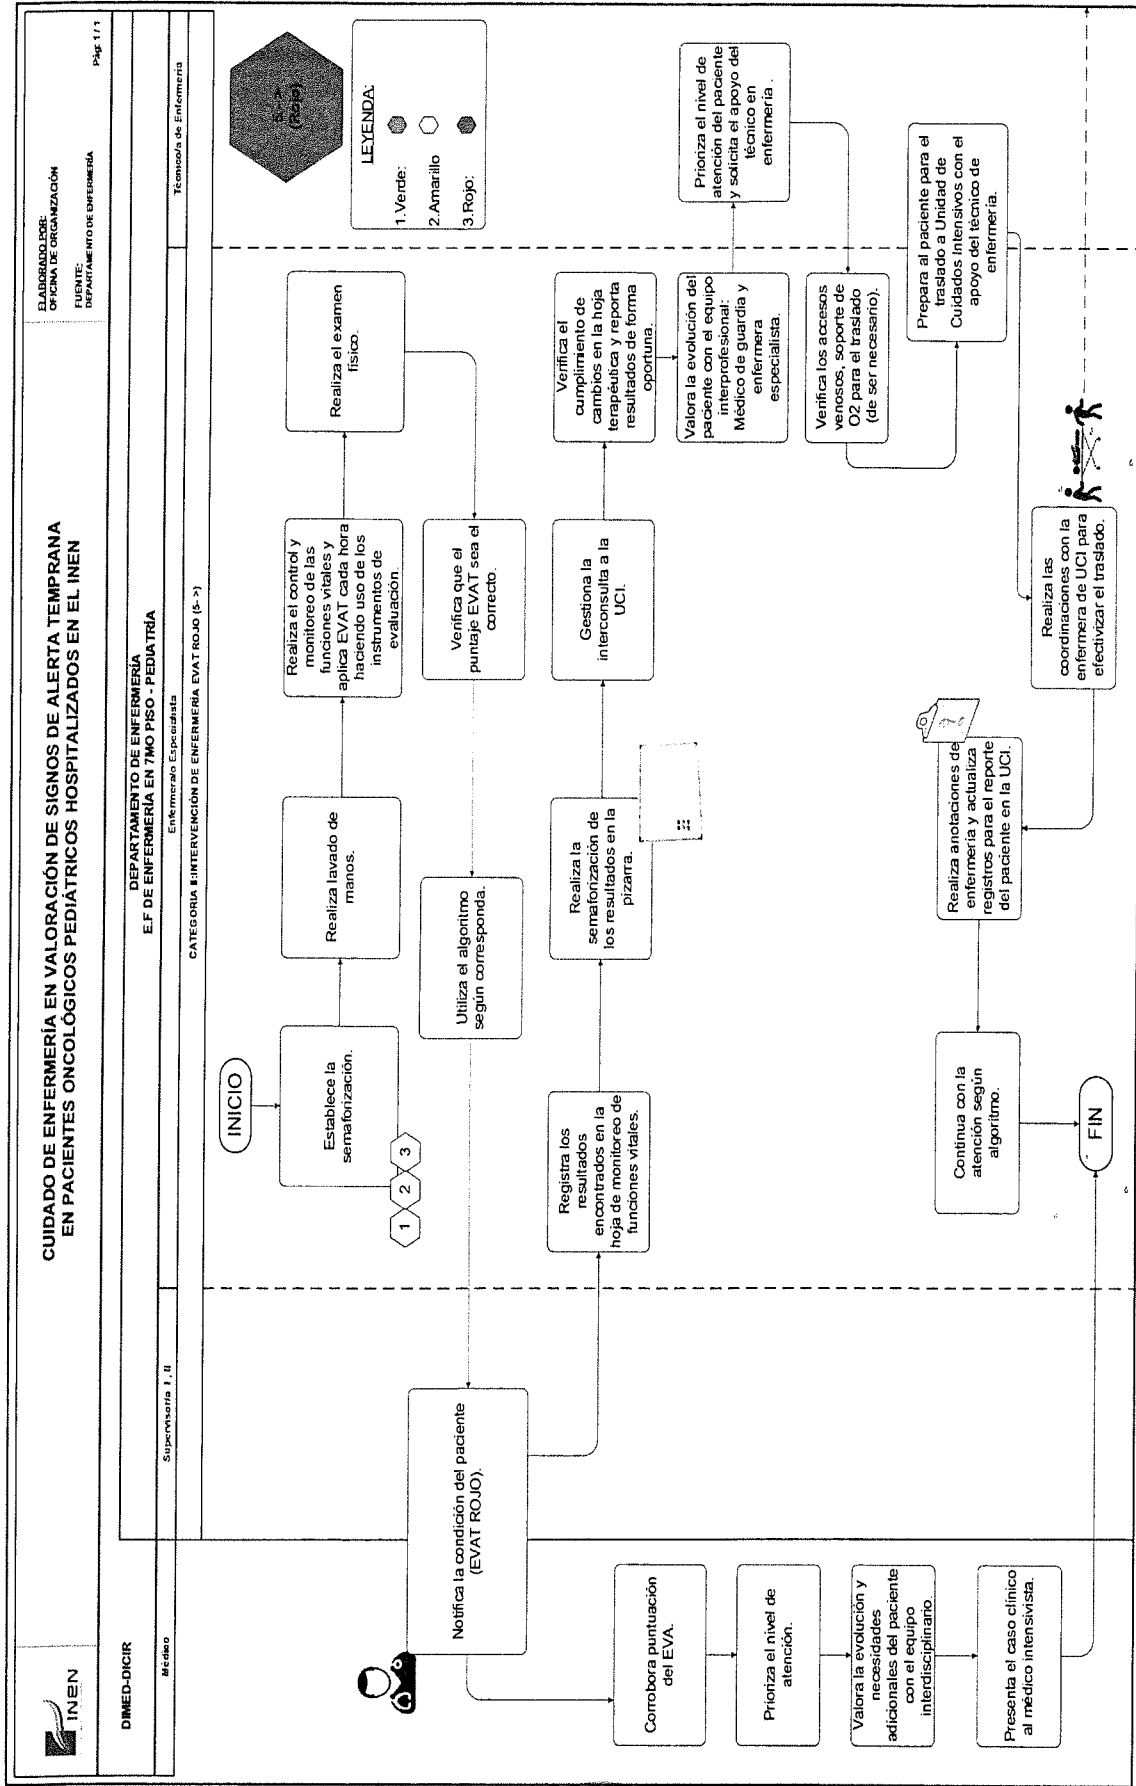 INEN
CUIDADO DE ENFERMERÍA EN VALORACIÓN DE SIGNOS DE ALERTA TEMPRANA
EN PACIENTES ONCOLÓGICOS PEDIÁTRICOS HOSPITALIZADOS EN EL INEN
ELABORADO POR:
OFICINA DE ORGANIZACIÓN
FUENTE:
DEPARTAMENTO DE ENFERMERÍA
Pág: 1 / 1
DIMED-DICIR
DEPARTAMENTO DE ENFERMERÍA
E.F DE ENFERMERÍA EN 7MO PISO - PEDIATRÍA
Médico
Supervisor/a I, II
Enfermera/o Especialista
Técnico/a de Enfermería
CATEGORIA II:INTERVENCIÓN DE ENFERMERÍA EVAT ROJO (5- >)
INICIO
Establece la
semaforización.
1 2 3
Realiza lavado de
manos.
Realiza el control y
monitoreo de las
funciones vitales y
aplica EVAT cada hora
haciendo uso de los
instrumentos de
evaluación.
Realiza el examen
físico.
5- >
(Rojo)
LEYENDA:
1.Verde:
2.Amarillo
3.Rojo:
Verifica que el
puntaje EVAT sea el
correcto.
Utiliza el algoritmo
según corresponda.
Notifica la condición del paciente
(EVAT ROJO).
Registra los
resultados
encontrados en la
hoja de monitoreo de
funciones vitales.
Realiza la
semaforización de
los resultados en la
pizarra.
Gestiona la
interconsulta a la
UCI.
Verifica el
cumplimiento de
cambios en la hoja
terapéutica y reporta
resultados de forma
oportuna.
Valora la evolución del
paciente con el equipo
interprofesional:
Médico de guardia y
enfermera
especialista.
Prioriza el nivel de
atención del paciente
y solicita el apoyo del
técnico en
enfermería.
Verifica los accesos
venosos, soporte de
O2 para el traslado
(de ser necesario).
Prepara al paciente para el
traslado a Unidad de
Cuidados Intensivos con el
apoyo del técnico de
enfermería.
Realiza las
coordinaciones con la
enfermera de UCI para
efectivizar el traslado.
Realiza anotaciones de
enfermería y actualiza
registros para el reporte
del paciente en la UCI.
Continua con la
atención según
algoritmo.
Corrobora puntuación
del EVA.
Prioriza el nivel de
atención.
Valora la evolución y
necesidades
adicionales del paciente
con el equipo
interdisciplinario.
Presenta el caso clínico
al médico intensivista.
FIN